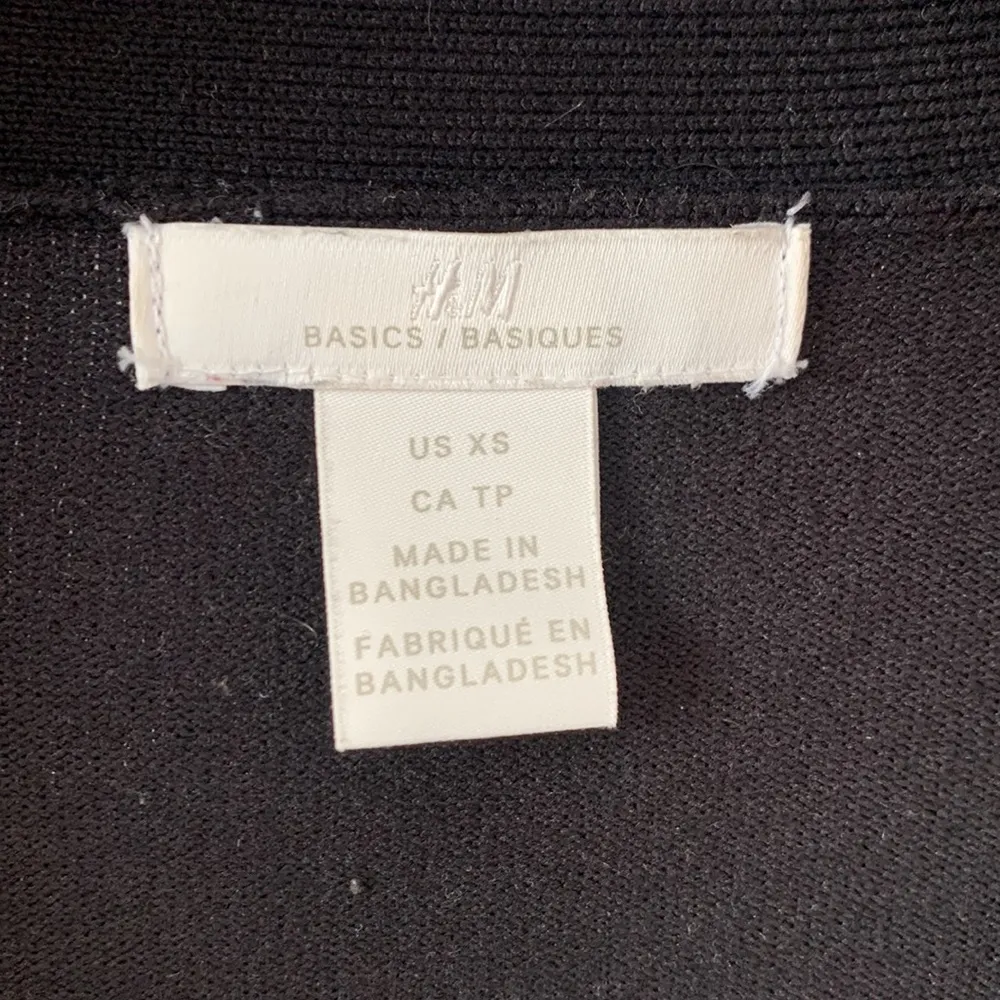 H&M
BASICS / BASIQUES
US XS
CA TP
MADE IN
BANGLADESH
FABRIQUÉ EN
BANGLADESH